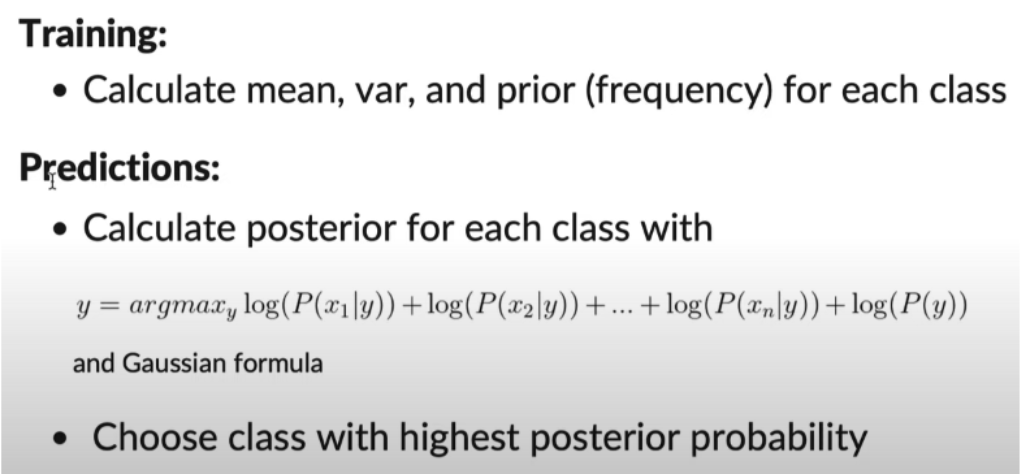 Training:
• Calculate mean, var, and prior (frequency) for each class
Predictions:
• Calculate posterior for each class with
y = argmax_y log(P(x_1|y)) + log(P(x_2|y)) + ... + log(P(x_n|y)) + log(P(y))
and Gaussian formula
• Choose class with highest posterior probability